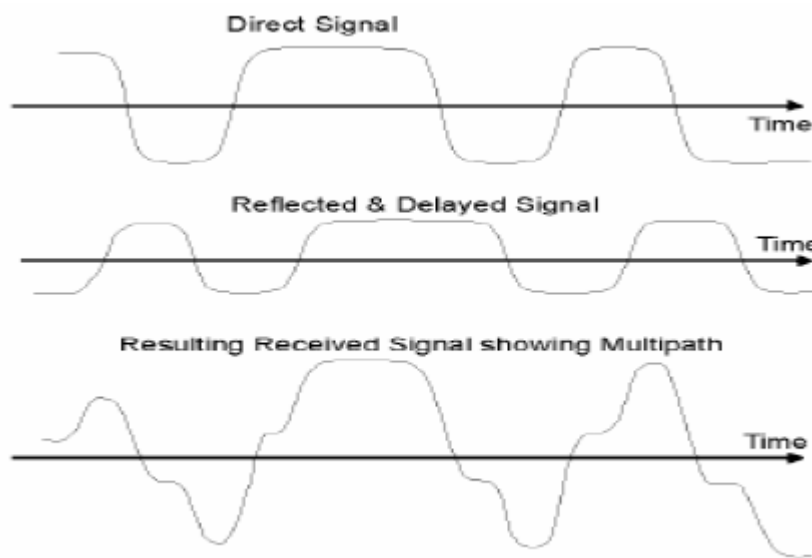 Direct Signal
Time
Reflected & Delayed Signal
Time
Resulting Received Signal showing Multipath
Time